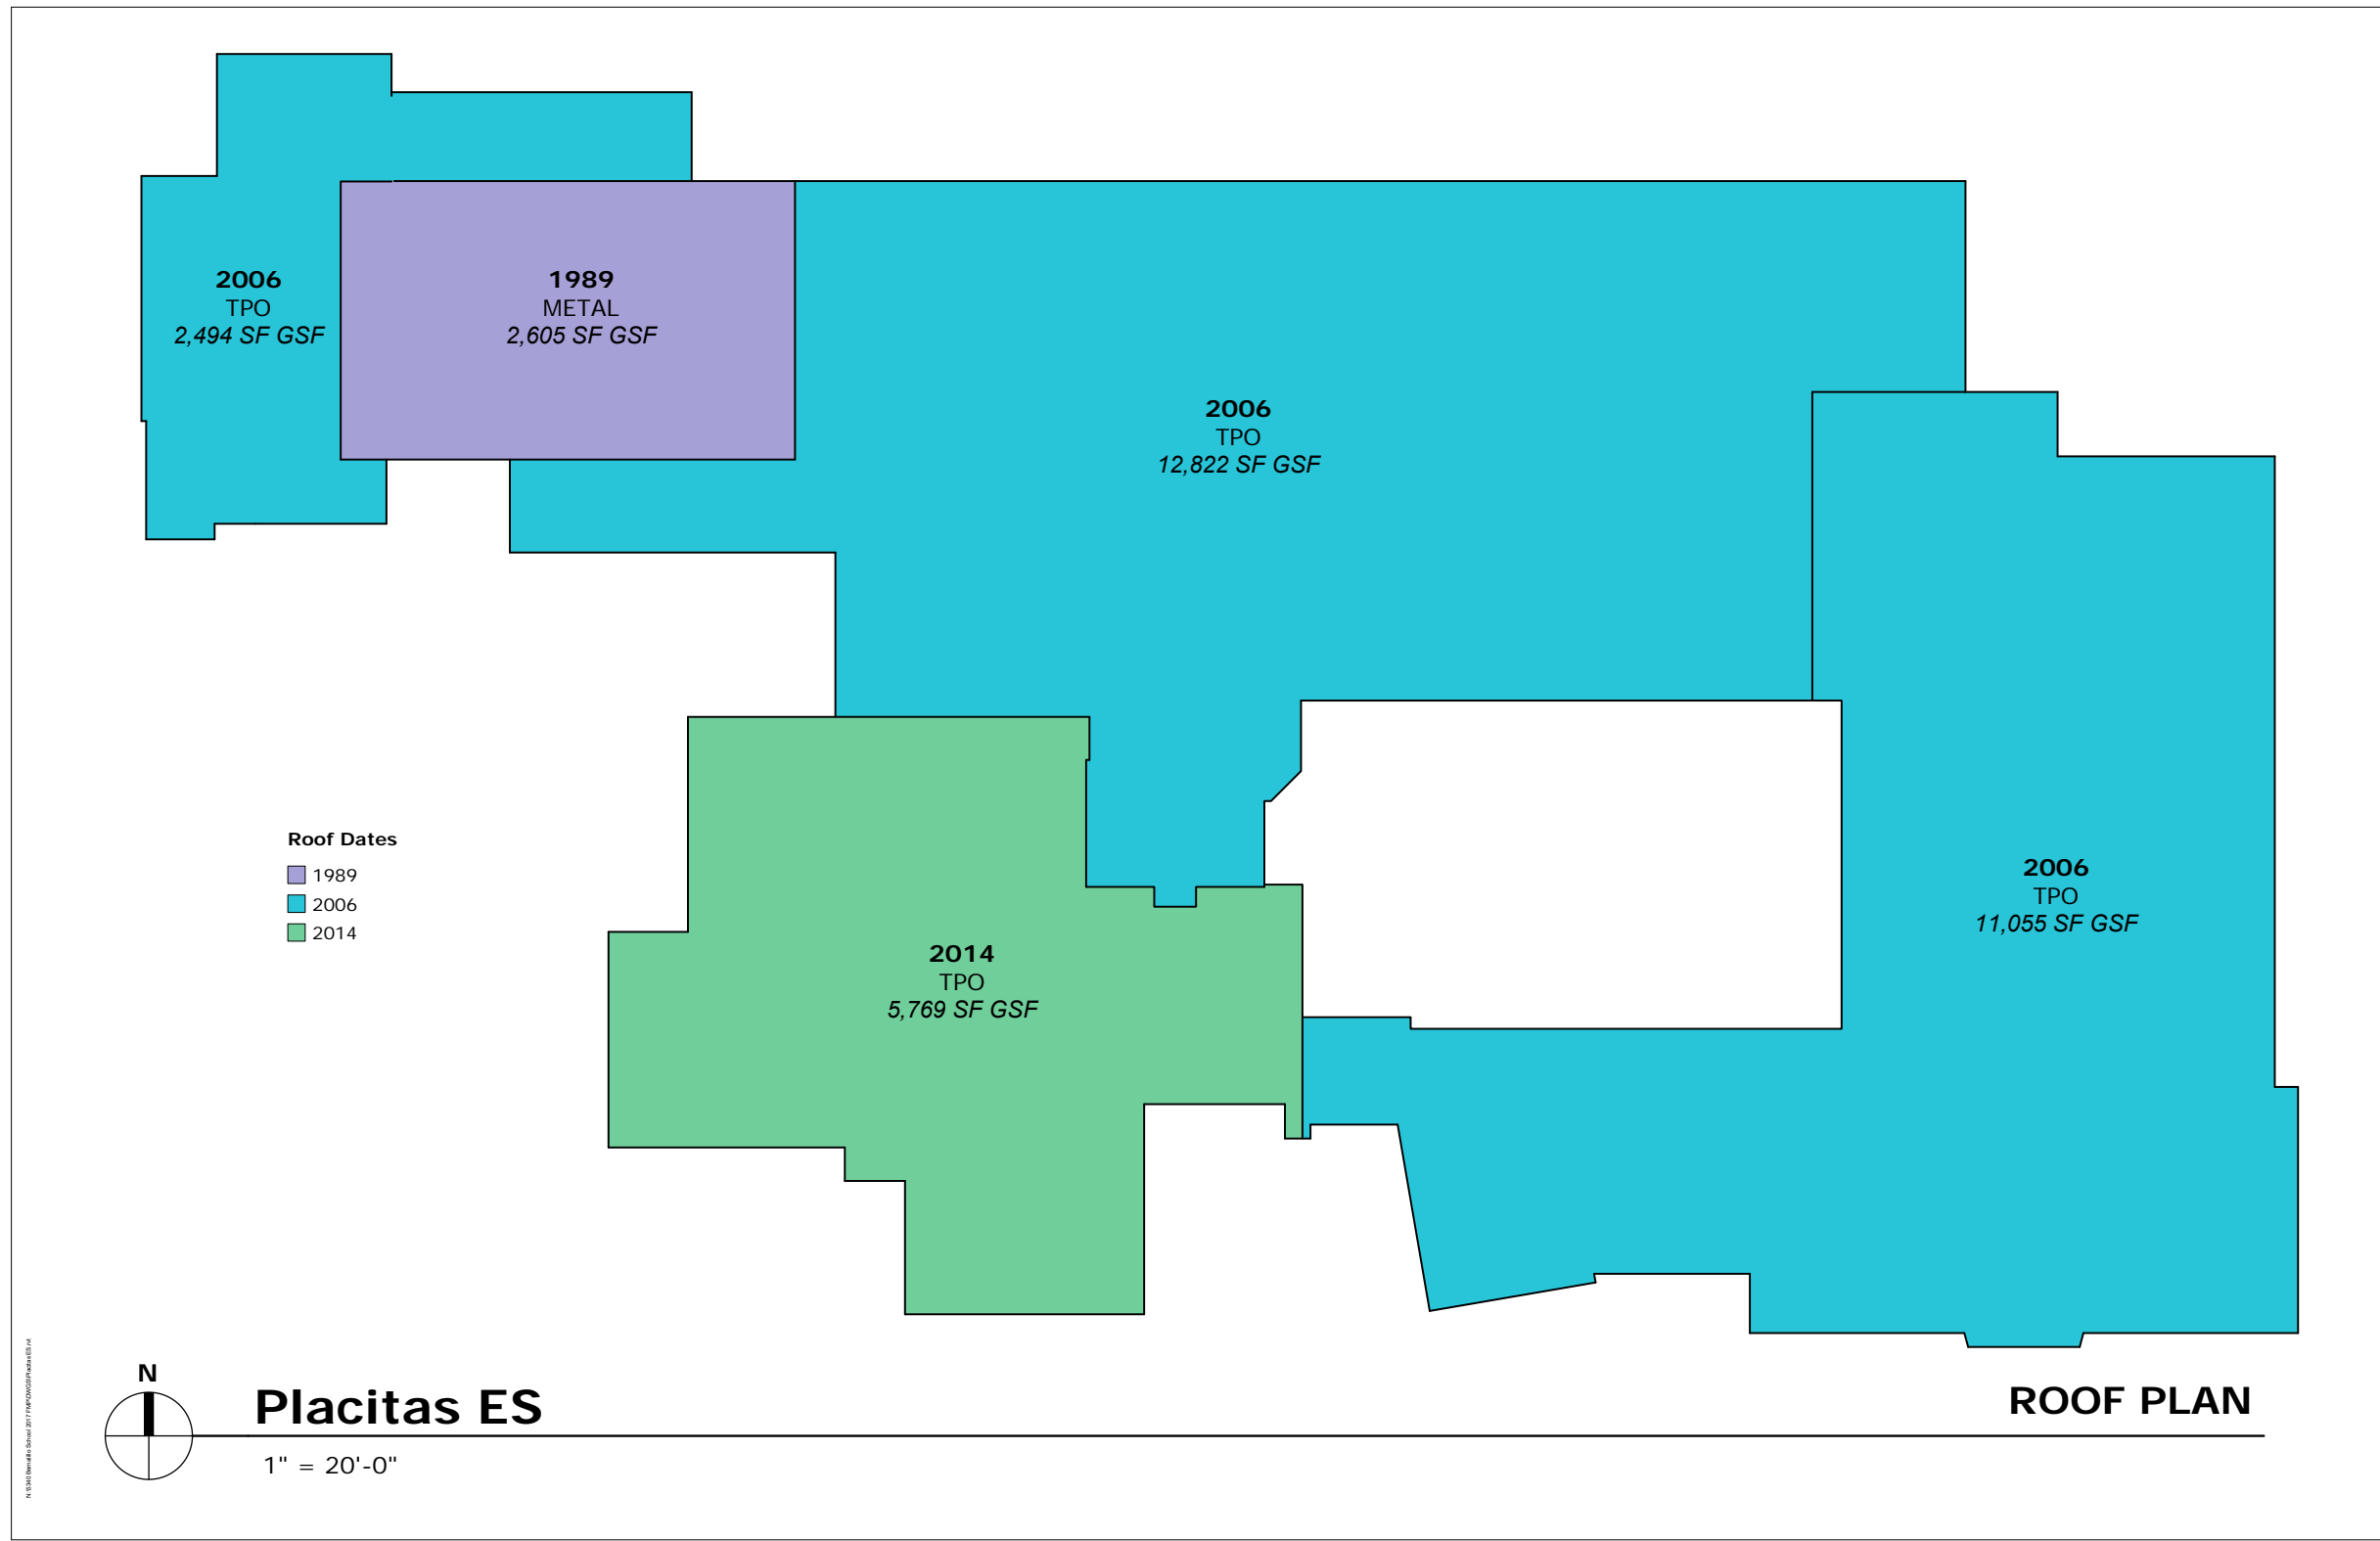 2006
TPO
2,494 SF GSF
1989
METAL
2,605 SF GSF
2006
TPO
12,822 SF GSF
Roof Dates
1989
2006
2014
2014
TPO
5,769 SF GSF
2006
TPO
11,055 SF GSF
N
Placitas ES
1" = 20'-0"
ROOF PLAN